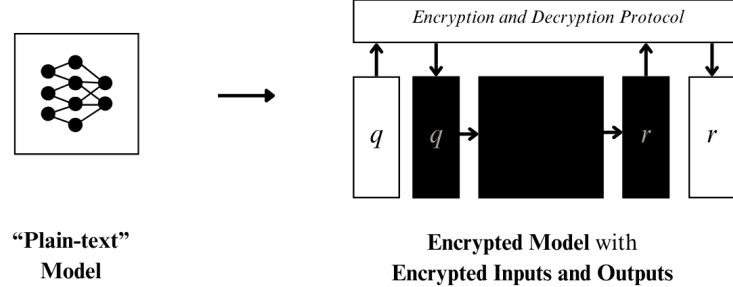 Encryption and Decryption Protocol
q
q
r
r
“Plain-text”
Model
Encrypted Model with
Encrypted Inputs and Outputs